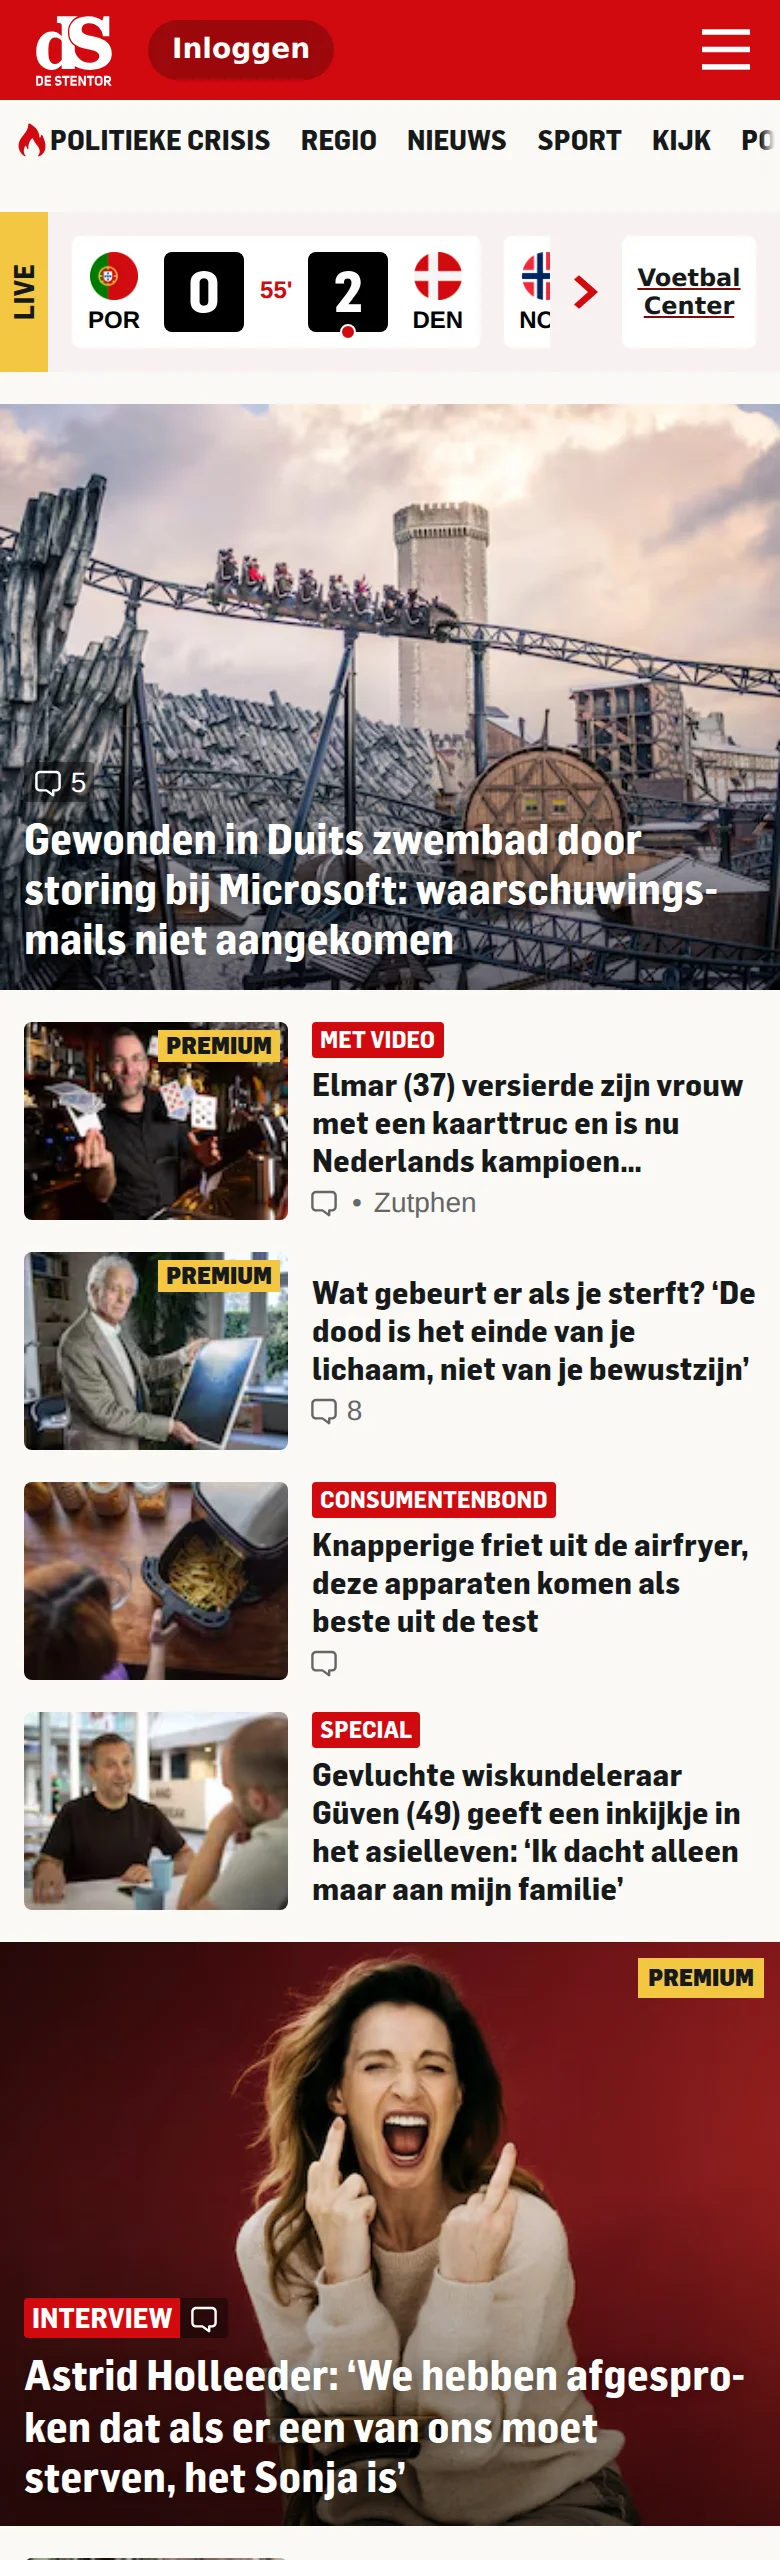 dS
DE STENTOR
Inloggen
POLITIEKE CRISIS REGIO NIEUWS SPORT KIJK PO
LIVE
POR 0 55' 2 DEN
NO
Voetbal
Center
5
Gewonden in Duits zwembad door
storing bij Microsoft: waarschuwings-
mails niet aangekomen
PREMIUM
MET VIDEO
Elmar (37) versierde zijn vrouw
met een kaarttruc en is nu
Nederlands kampioen...
• Zutphen
PREMIUM
Wat gebeurt er als je sterft? ‘De
dood is het einde van je
lichaam, niet van je bewustzijn’
8
CONSUMENTENBOND
Knapperige friet uit de airfryer,
deze apparaten komen als
beste uit de test
SPECIAL
Gevluchte wiskundeleraar
Güven (49) geeft een inkijkje in
het asielleven: ‘Ik dacht alleen
maar aan mijn familie’
PREMIUM
INTERVIEW
Astrid Holleeder: ‘We hebben afgespro-
ken dat als er een van ons moet
sterven, het Sonja is’